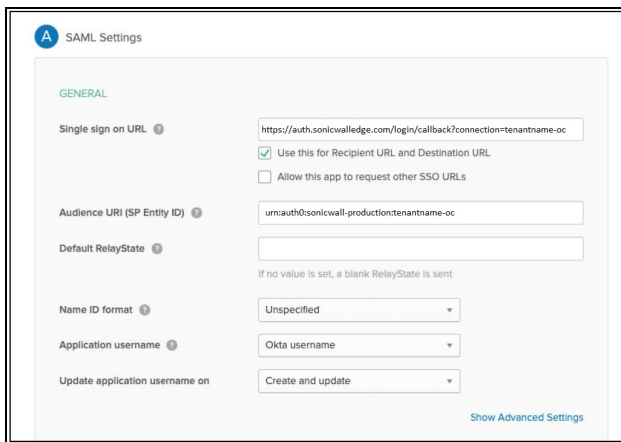 A SAML Settings
GENERAL
Single sign on URL ? https://auth.sonicwalledge.com/login/callback?connection=tenantname-oc
Use this for Recipient URL and Destination URL
Allow this app to request other SSO URLs
Audience URI (SP Entity ID) ? urn:auth0:sonicwall-production:tenantname-oc
Default RelayState ?
If no value is set, a blank RelayState is sent
Name ID format ? Unspecified
Application username ? Okta username
Update application username on Create and update
Show Advanced Settings